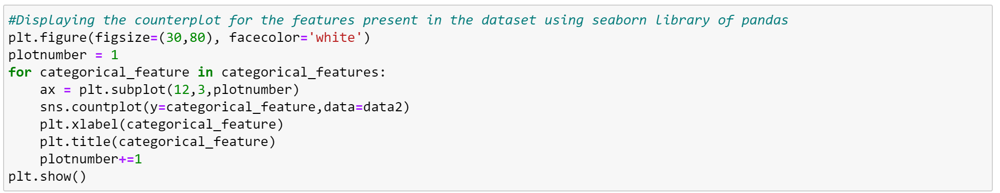 #Displaying the counterplot for the features present in the dataset using seaborn library of pandas
plt.figure(figsize=(30,80), facecolor='white')
plotnumber = 1
for categorical_feature in categorical_features:
    ax = plt.subplot(12,3,plotnumber)
    sns.countplot(y=categorical_feature,data=data2)
    plt.xlabel(categorical_feature)
    plt.title(categorical_feature)
    plotnumber+=1
plt.show()